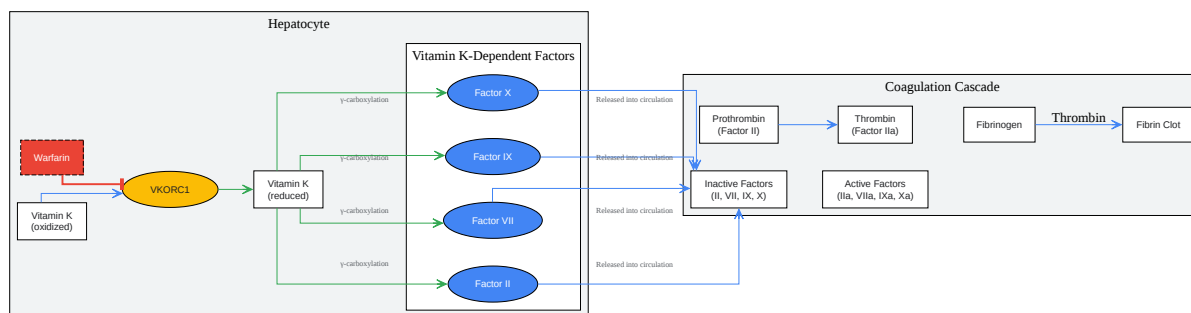 Hepatocyte
Vitamin K-Dependent Factors
Coagulation Cascade
Factor X
γ-carboxylation
Released into circulation
Prothrombin
(Factor II)
Thrombin
(Factor IIa)
Fibrinogen
Thrombin
Fibrin Clot
Warfarin
γ-carboxylation
Factor IX
Released into circulation
VKORC1
Vitamin K
(reduced)
Inactive Factors
(II, VII, IX, X)
Active Factors
(IIa, VIIa, IXa, Xa)
Vitamin K
(oxidized)
γ-carboxylation
Factor VII
Released into circulation
γ-carboxylation
Released into circulation
Factor II